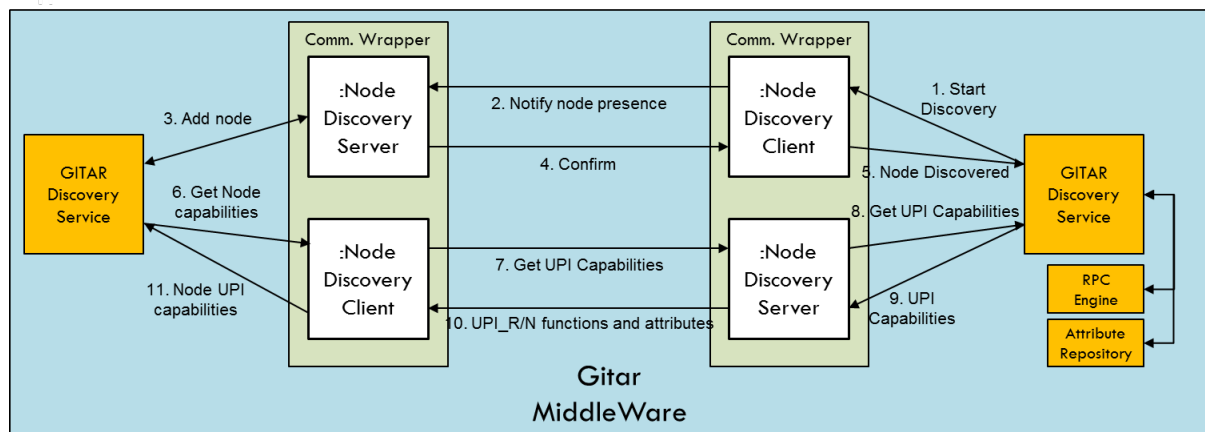 Comm. Wrapper
Comm. Wrapper
:Node
Discovery
Server
2. Notify node presence
:Node
Discovery
Client
1. Start
Discovery
3. Add node
4. Confirm
5. Node Discovered
GITAR
Discovery
Service
GITAR
Discovery
Service
6. Get Node
capabilities
8. Get UPI Capabilities
:Node
Discovery
Client
7. Get UPI Capabilities
:Node
Discovery
Server
11. Node UPI
capabilities
10. UPI_R/N functions and attributes
9. UPI
Capabilities
RPC
Engine
Attribute
Repository
Gitar
MiddleWare